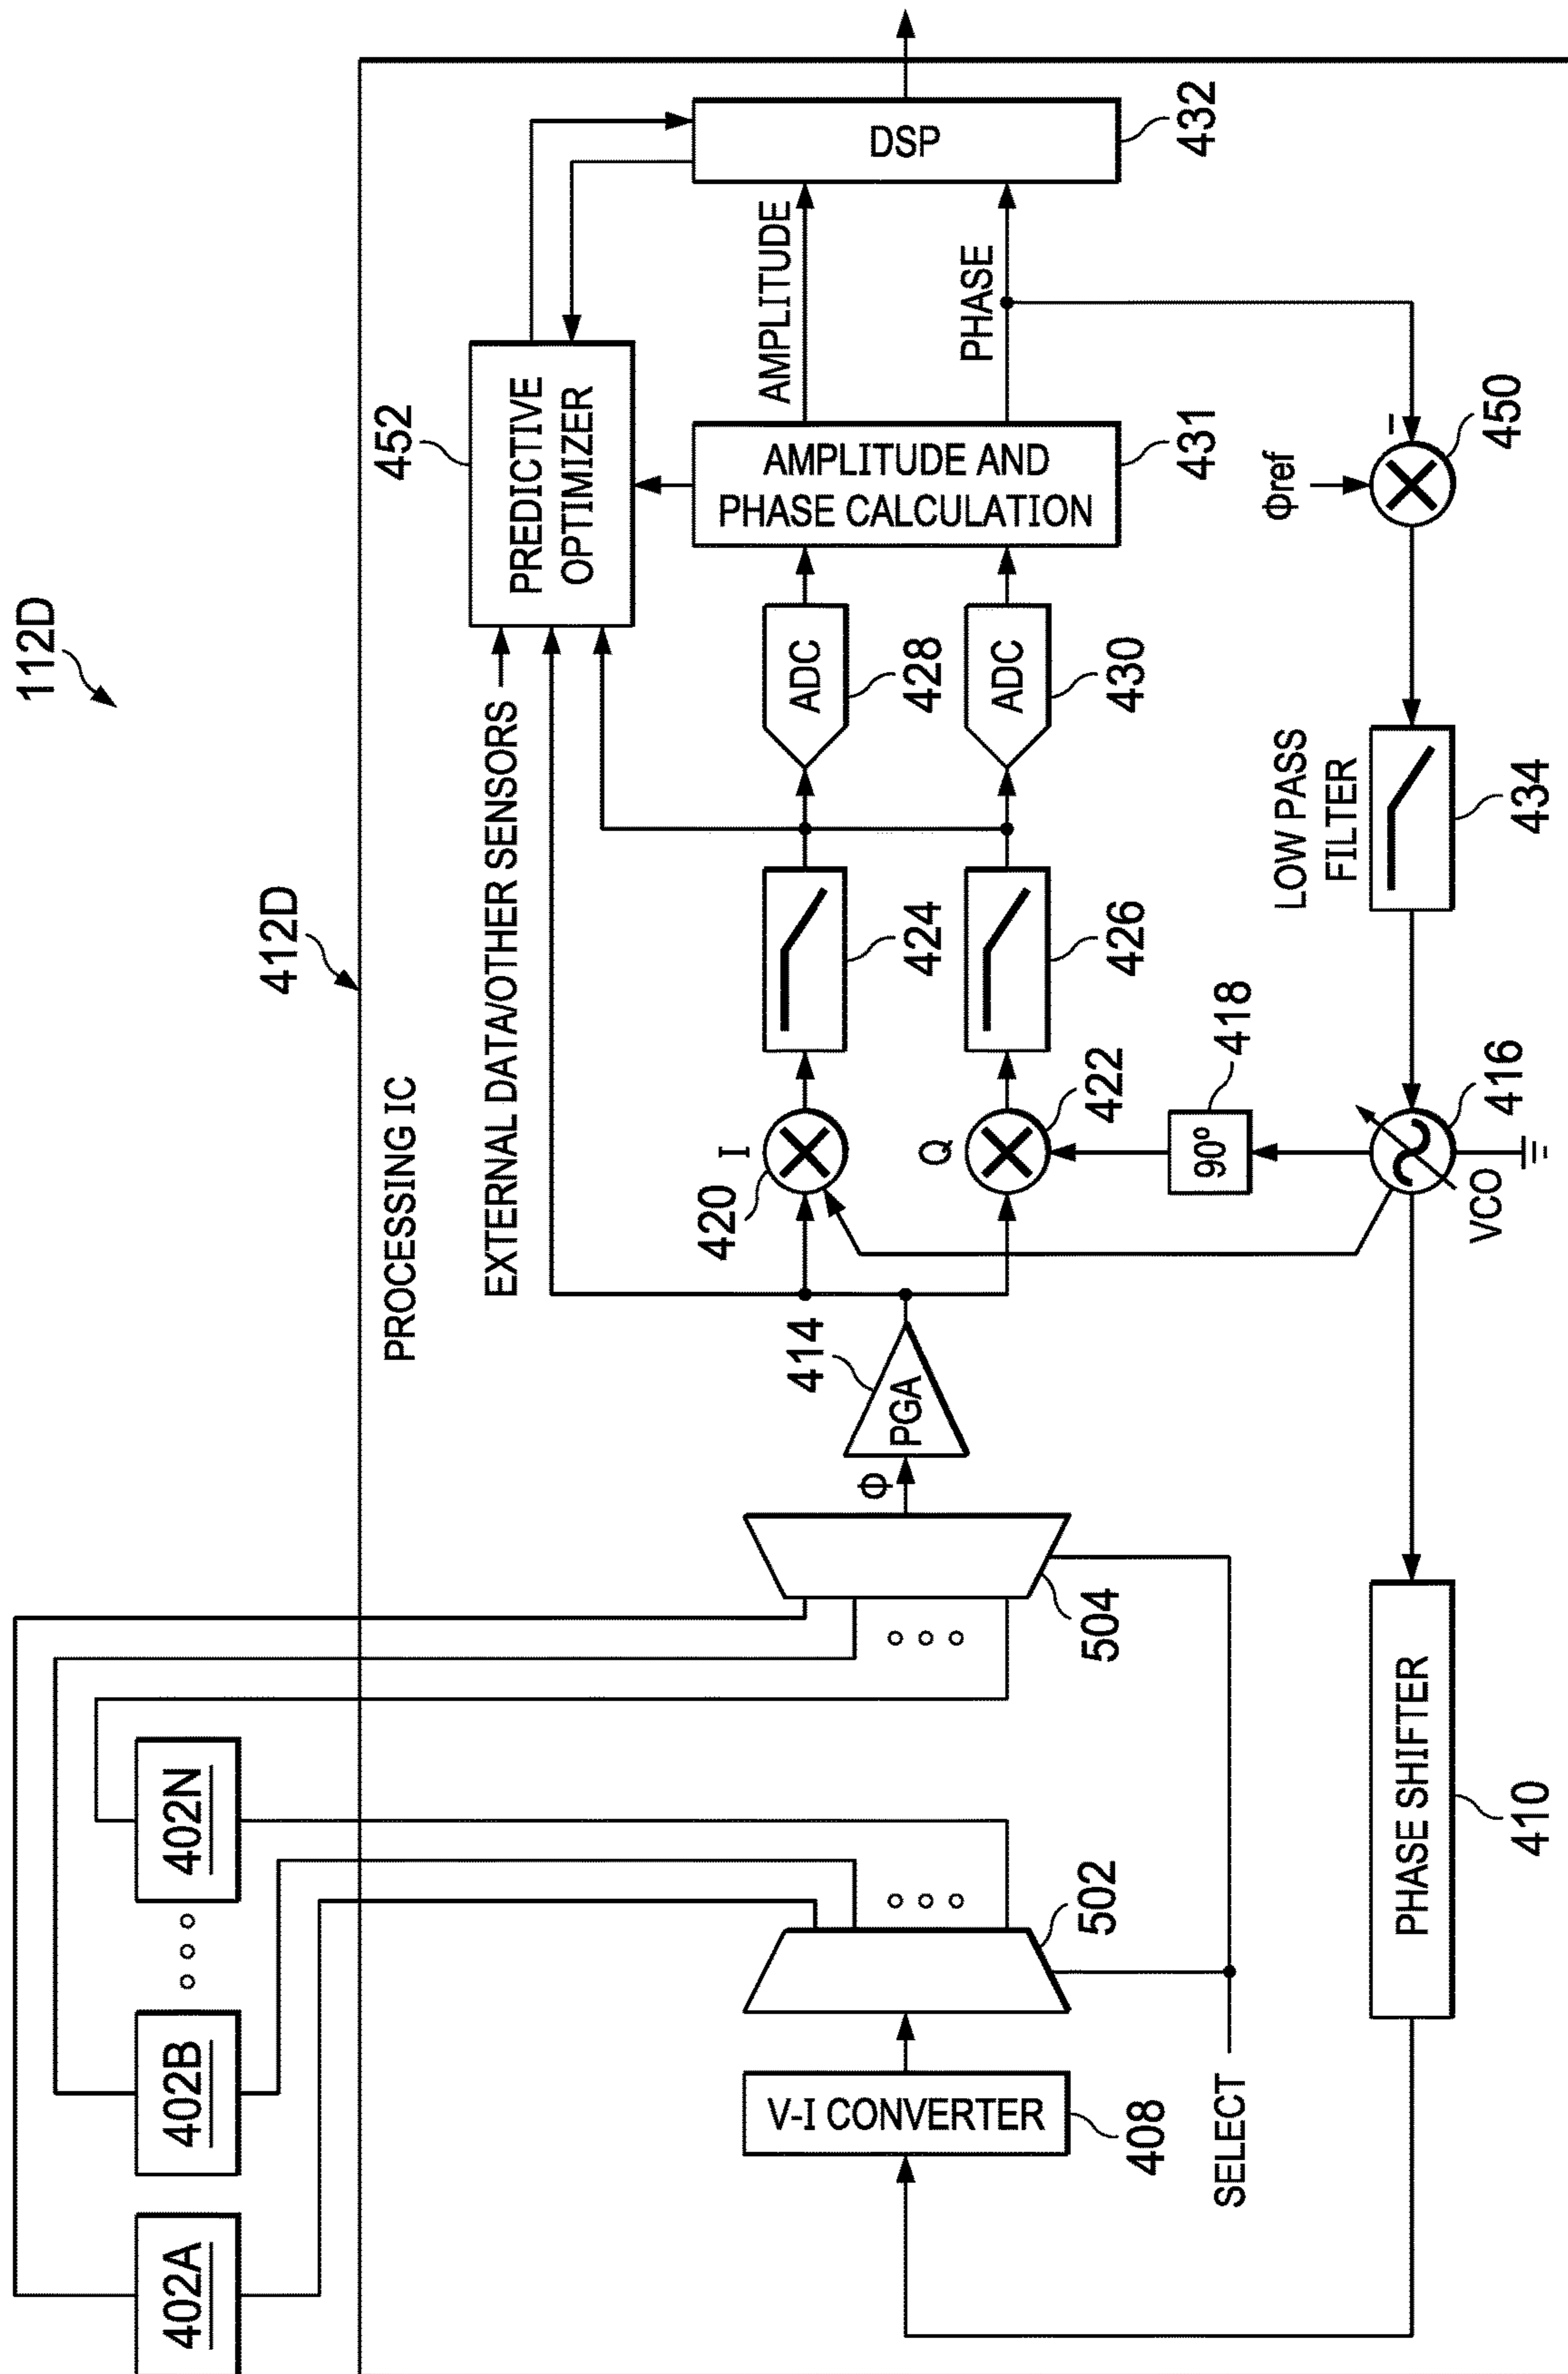 112D
402A
402B
402N
412D
PROCESSING IC
EXTERNAL DATA/OTHER SENSORS
452
PREDICTIVE
OPTIMIZER
V-I CONVERTER
408
502
504
SELECT
Φ
PGA
414
420
I
Q
422
424
426
ADC
428
ADC
430
AMPLITUDE AND
PHASE CALCULATION
431
AMPLITUDE
PHASE
DSP
432
PHASE SHIFTER
410
VCO
416
90º
418
LOW PASS
FILTER
434
Φref
−
450